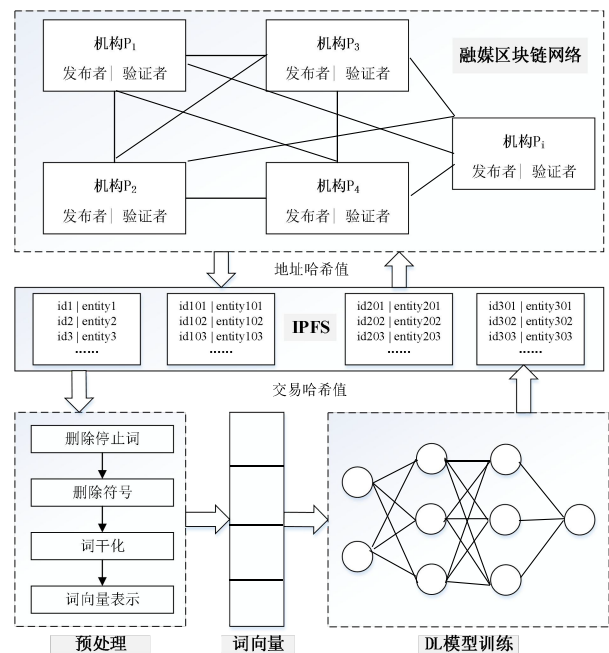 机构P1
发布者| 验证者
机构P3
发布者| 验证者
融媒区块链网络
机构Pi
发布者| 验证者
机构P2
发布者| 验证者
机构P4
发布者| 验证者
地址哈希值
id1 | entity1
id2 | entity2
id3 | entity3
......
id101 | entity101
id102 | entity102
id103 | entity103
......
IPFS
id201 | entity201
id202 | entity202
id203 | entity203
......
id301 | entity301
id302 | entity302
id303 | entity303
......
交易哈希值
删除停止词
删除符号
词干化
词向量表示
预处理
词向量
DL模型训练